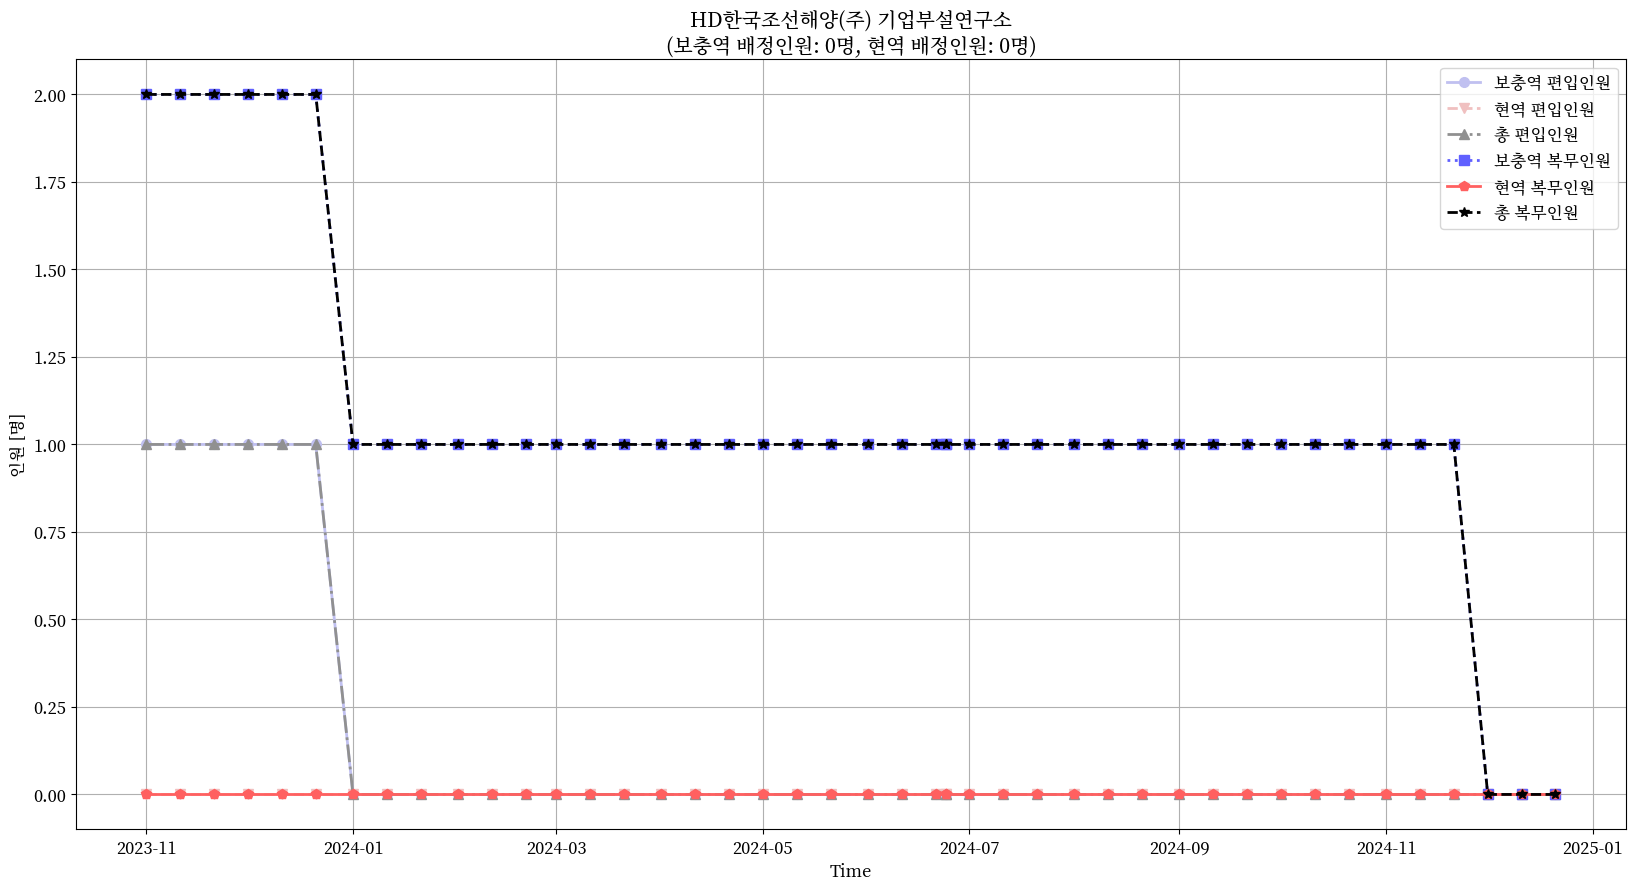 HD한국조선해양(주) 기업부설연구소
(보충역 배정인원: 0명, 현역 배정인원: 0명)
보충역 편입인원
현역 편입인원
총 편입인원
보충역 복무인원
현역 복무인원
총 복무인원
인원 [명]
2.00
1.75
1.50
1.25
1.00
0.75
0.50
0.25
0.00
2023-11 2024-01 2024-03 2024-05 2024-07 2024-09 2024-11 2025-01
Time